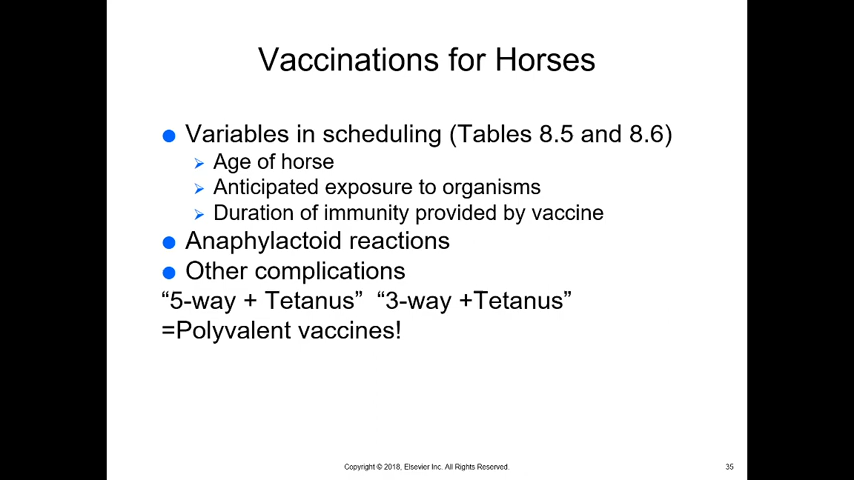 Vaccinations for Horses
Variables in scheduling (Tables 8.5 and 8.6)
Age of horse
Anticipated exposure to organisms
Duration of immunity provided by vaccine
Anaphylactoid reactions
Other complications
“5-way + Tetanus” “3-way +Tetanus”
=Polyvalent vaccines!
Copyright © 2018, Elsevier Inc. All Rights Reserved.
35